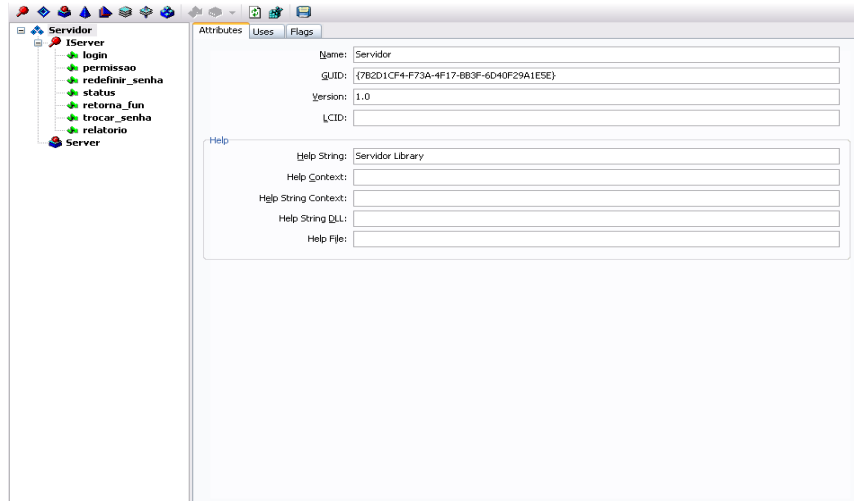 Servidor
IServer
login
permissao
redefinir_senha
status
retorna_fun
trocar_senha
relatorio
Server
Attributes Uses Flags
Name: Servidor
GUID: {7B2D1CF4-F73A-4F17-BB3F-6D40F29A1E5E}
Version: 1.0
LCID:
Help
Help String: Servidor Library
Help Context:
Help String Context:
Help String DLL:
Help File: